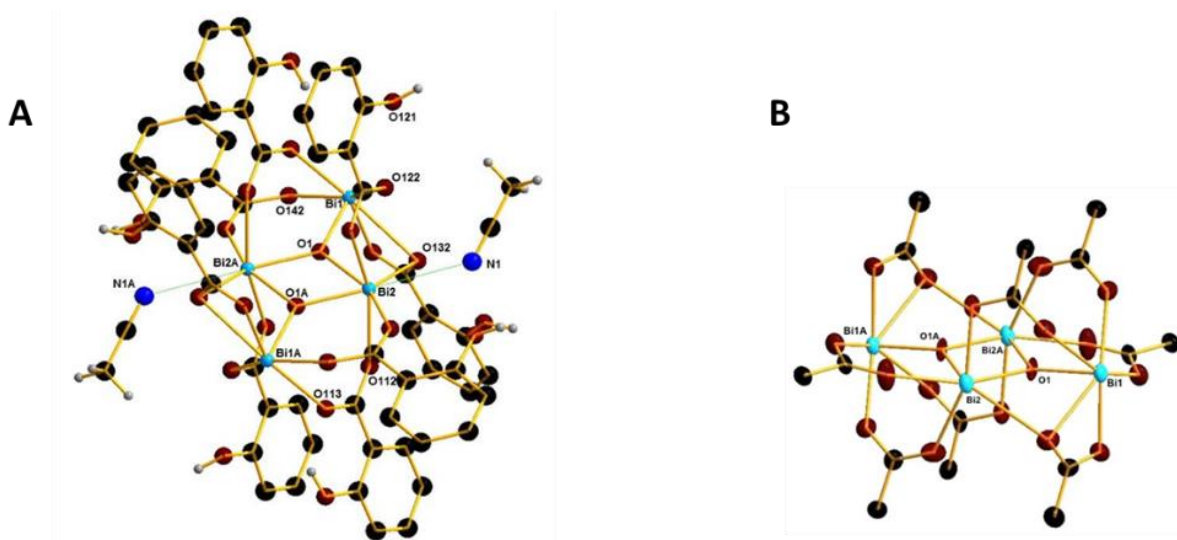 A
B
O121
O122
Bi1
O142
O1
O132
N1
Bi2A
N1A
O1A
Bi2
Bi1A
O112
O113
Bi1A
O1A
Bi2A
O1
Bi2
Bi1